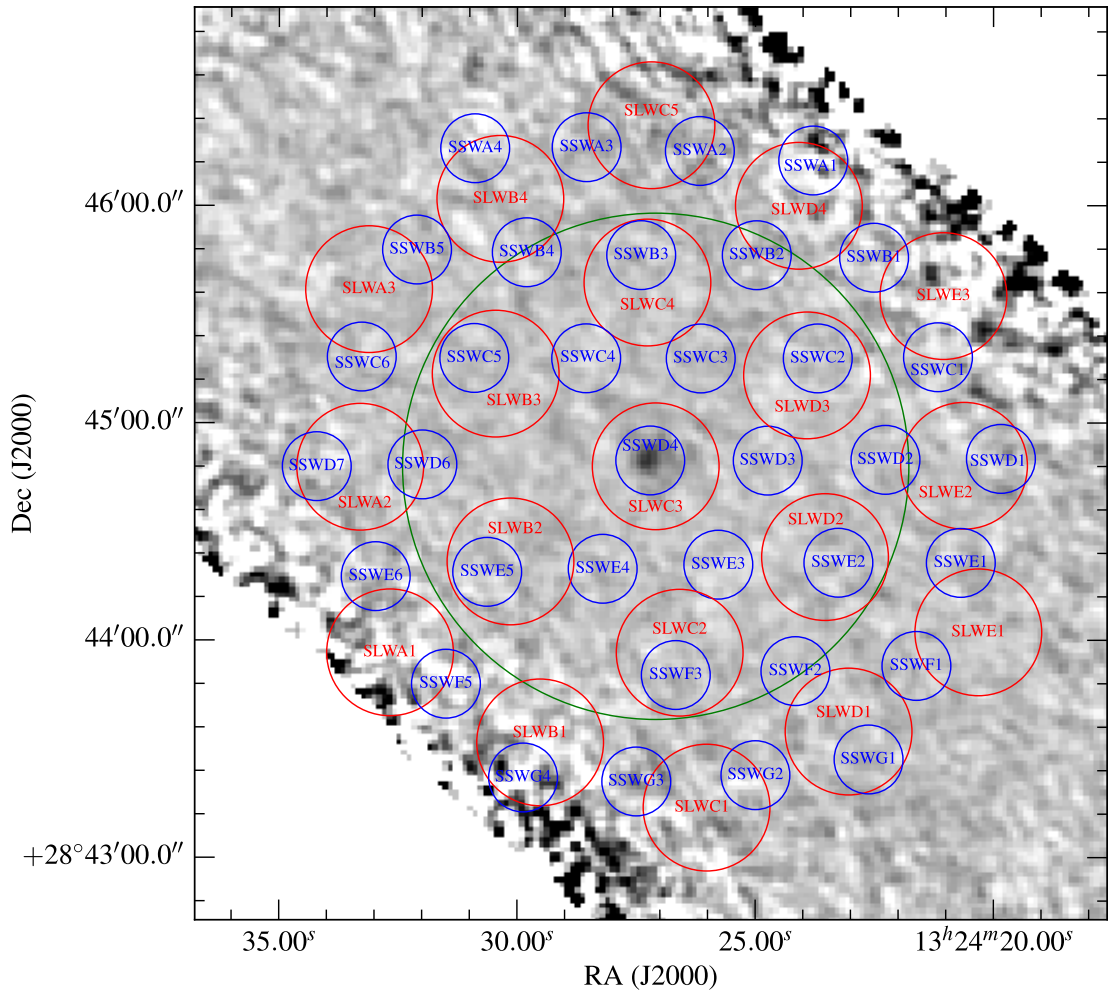 SLWC5
SSWA4
SSWA3
SSWA2
SSWA1
SLWB4
SLWD4
46′00.0″
SSWB5
SSWB4
SSWB3
SSWB2
SSWB1
SLWA3
SLWC4
SLWE3
SSWC6
SSWC5
SSWC4
SSWC3
SSWC2
SSWC1
SLWB3
SLWD3
45′00.0″
SSWD7
SSWD6
SSWD4
SSWD3
SSWD2
SSWD1
SLWA2
SLWC3
SLWE2
SLWB2
SLWD2
SSWE6
SSWE5
SSWE4
SSWE3
SSWE2
SSWE1
44′00.0″
SLWA1
SLWC2
SLWE1
SSWF5
SSWF3
SSWF2
SSWF1
SLWB1
SLWD1
SSWG4
SSWG3
SSWG2
SSWG1
SLWC1
+28°43′00.0″
35.00s
30.00s
25.00s
13h24m20.00s
RA (J2000)
Dec (J2000)